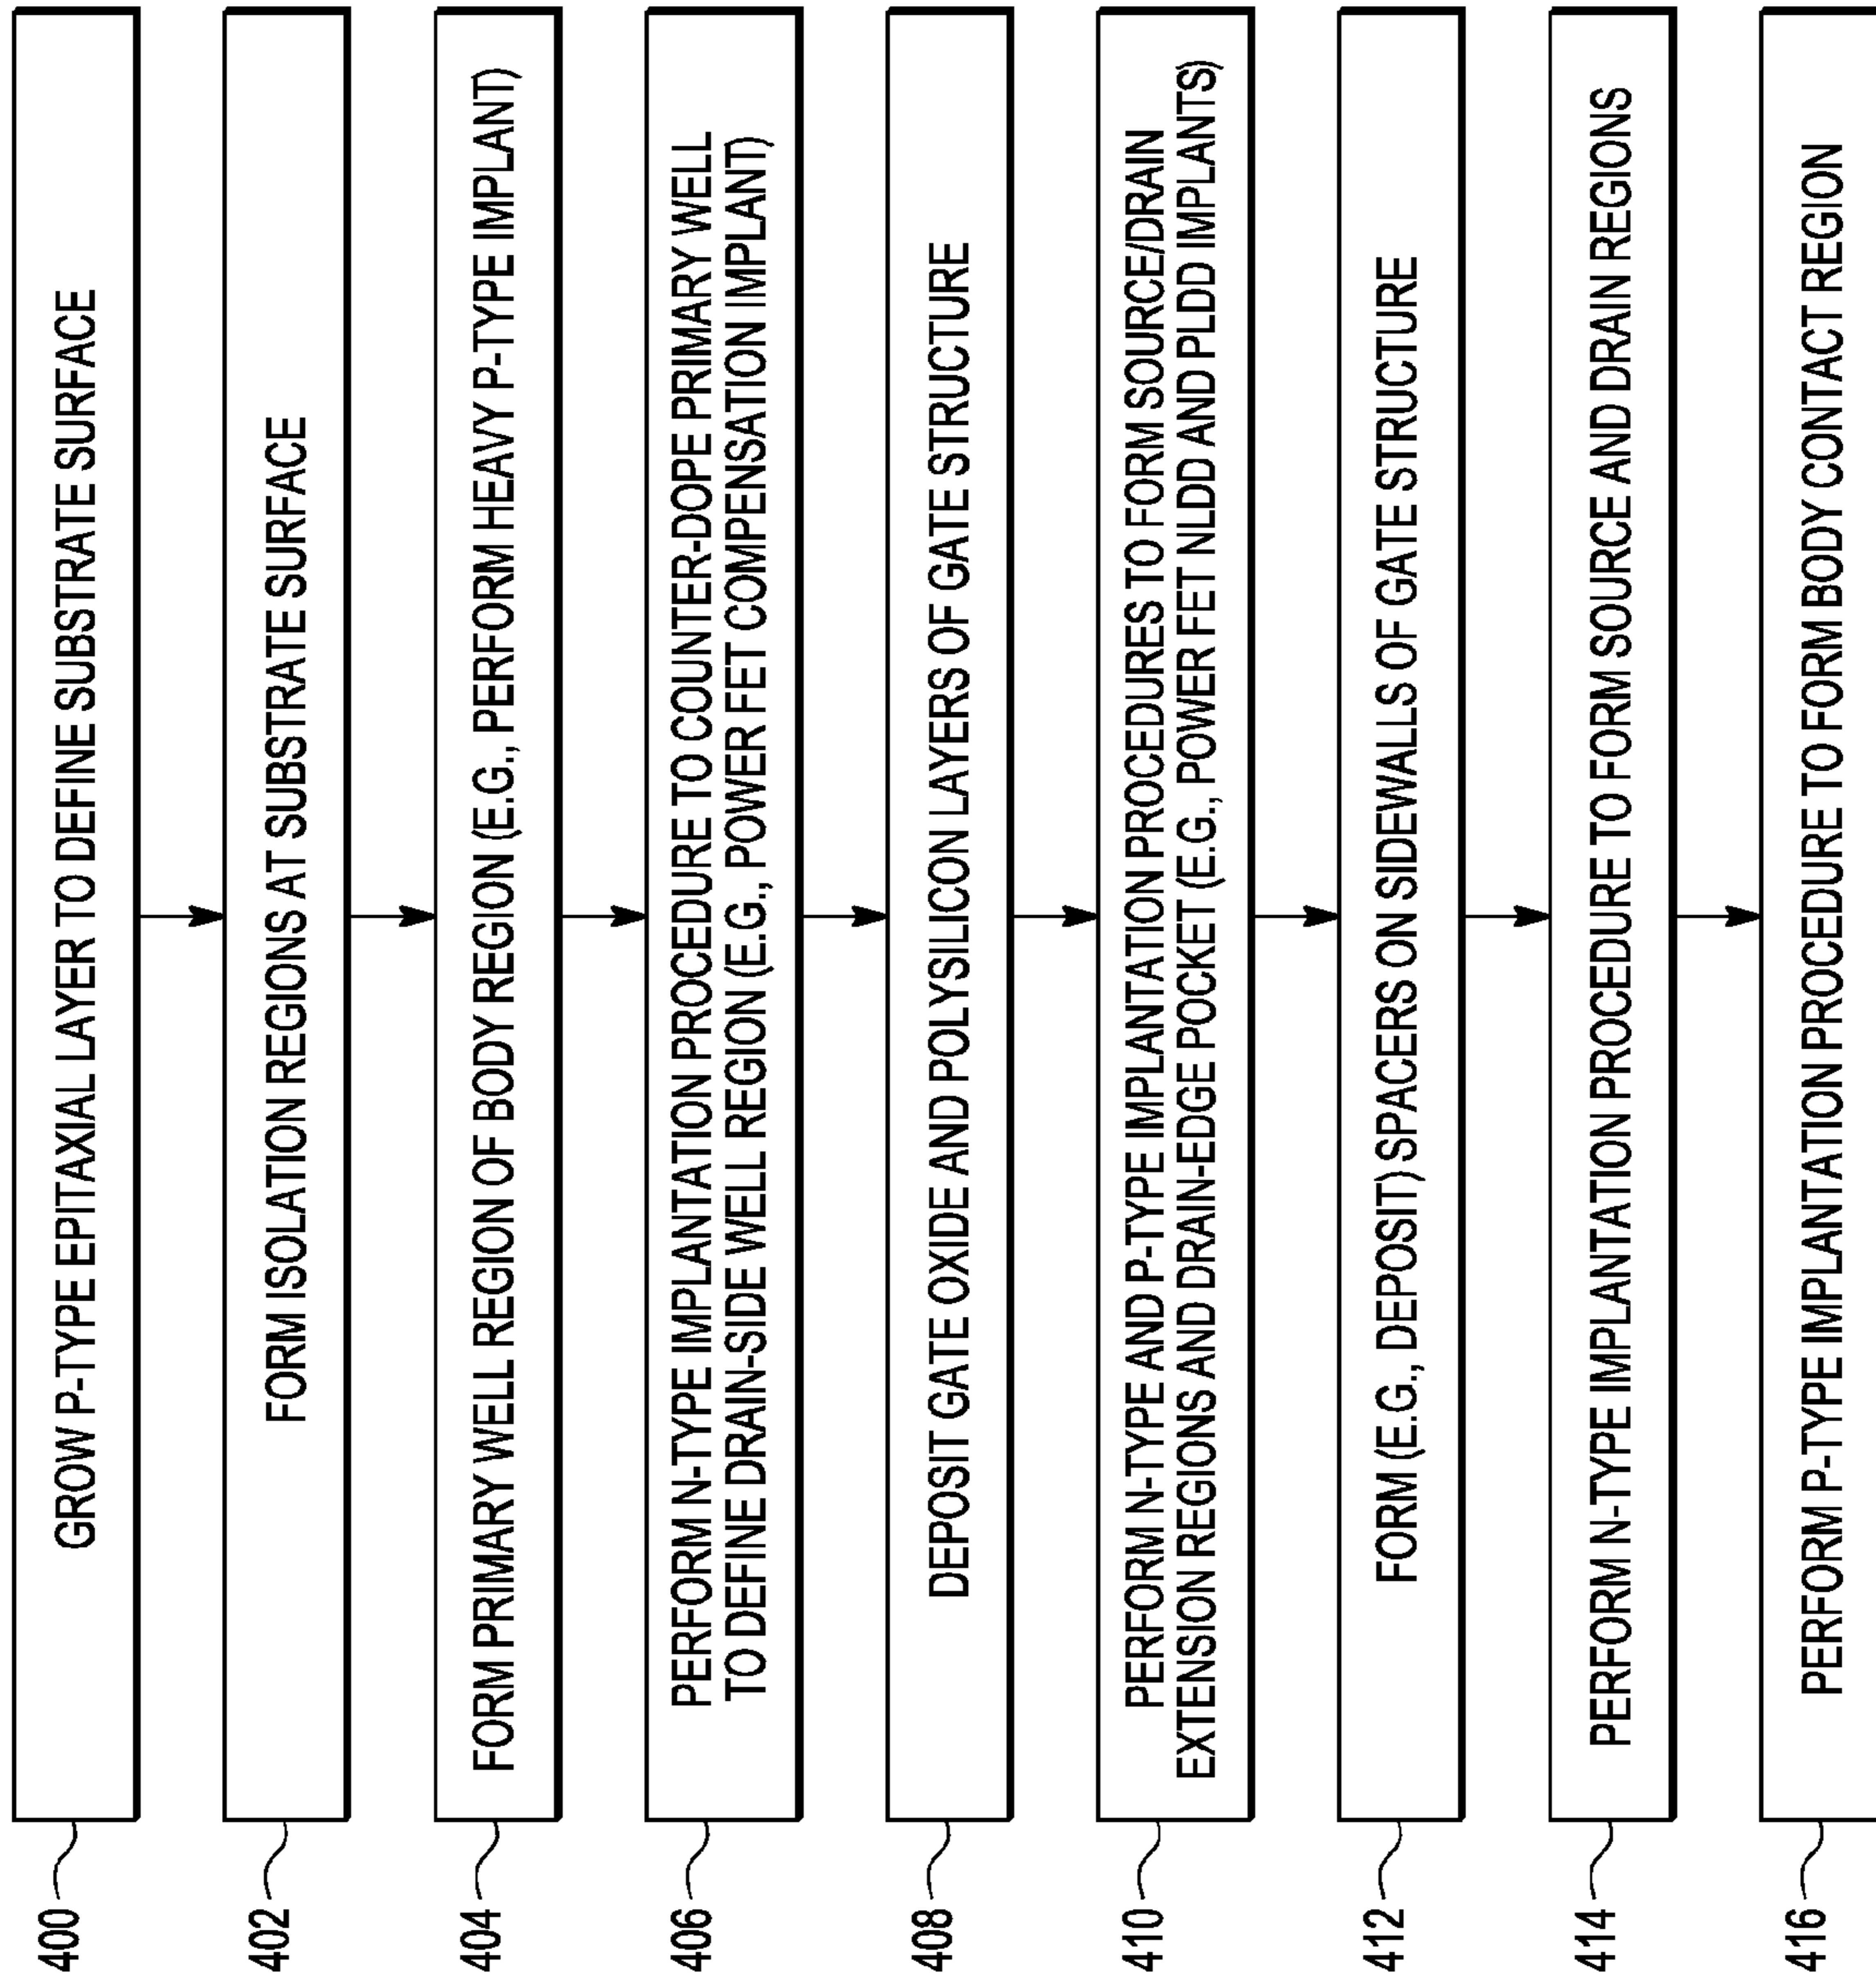 400
GROW P-TYPE EPITAXIAL LAYER TO DEFINE SUBSTRATE SURFACE
402
FORM ISOLATION REGIONS AT SUBSTRATE SURFACE
404
FORM PRIMARY WELL REGION OF BODY REGION (E.G., PERFORM HEAVY P-TYPE IMPLANT)
406
PERFORM N-TYPE IMPLANTATION PROCEDURE TO COUNTER-DOPE PRIMARY WELL
TO DEFINE DRAIN-SIDE WELL REGION (E.G., POWER FET COMPENSATION IMPLANT)
408
DEPOSIT GATE OXIDE AND POLYSILICON LAYERS OF GATE STRUCTURE
410
PERFORM N-TYPE AND P-TYPE IMPLANTATION PROCEDURES TO FORM SOURCE/DRAIN
EXTENSION REGIONS AND DRAIN-EDGE POCKET (E.G., POWER FET NLDD AND PLDD IMPLANTS)
412
FORM (E.G., DEPOSIT) SPACERS ON SIDEWALLS OF GATE STRUCTURE
414
PERFORM N-TYPE IMPLANTATION PROCEDURE TO FORM SOURCE AND DRAIN REGIONS
416
PERFORM P-TYPE IMPLANTATION PROCEDURE TO FORM BODY CONTACT REGION